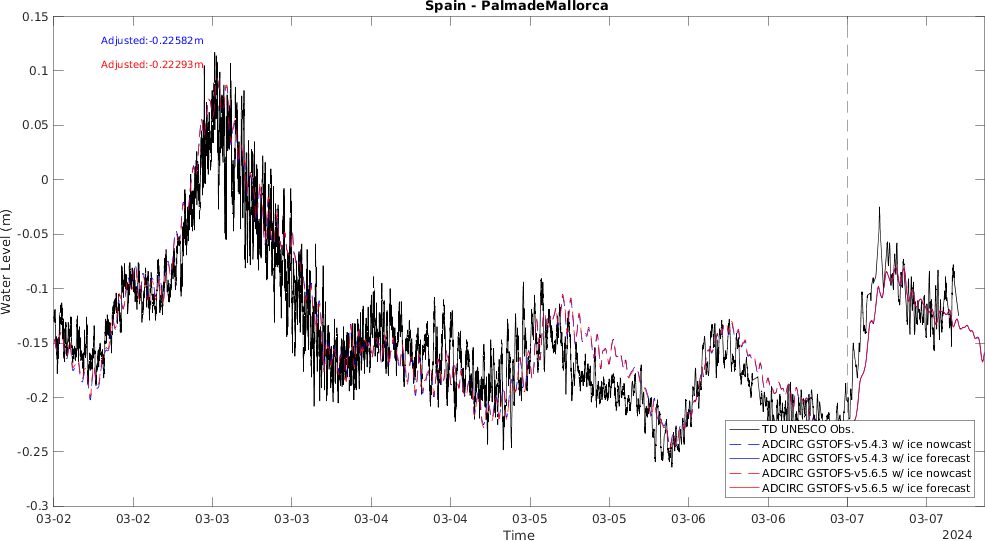 Spain - PalmadeMallorca
Adjusted:-0.22582m
Adjusted:-0.22293m
0.15
0.1
0.05
0
-0.05
-0.1
-0.15
-0.2
-0.25
-0.3
Water Level (m)
TD UNESCO Obs.
ADCIRC GSTOFS-v5.4.3 w/ ice nowcast
ADCIRC GSTOFS-v5.4.3 w/ ice forecast
ADCIRC GSTOFS-v5.6.5 w/ ice nowcast
ADCIRC GSTOFS-v5.6.5 w/ ice forecast
03-02 03-02 03-03 03-03 03-04 03-04 03-05 03-05 03-06 03-06 03-07 03-07
Time
2024